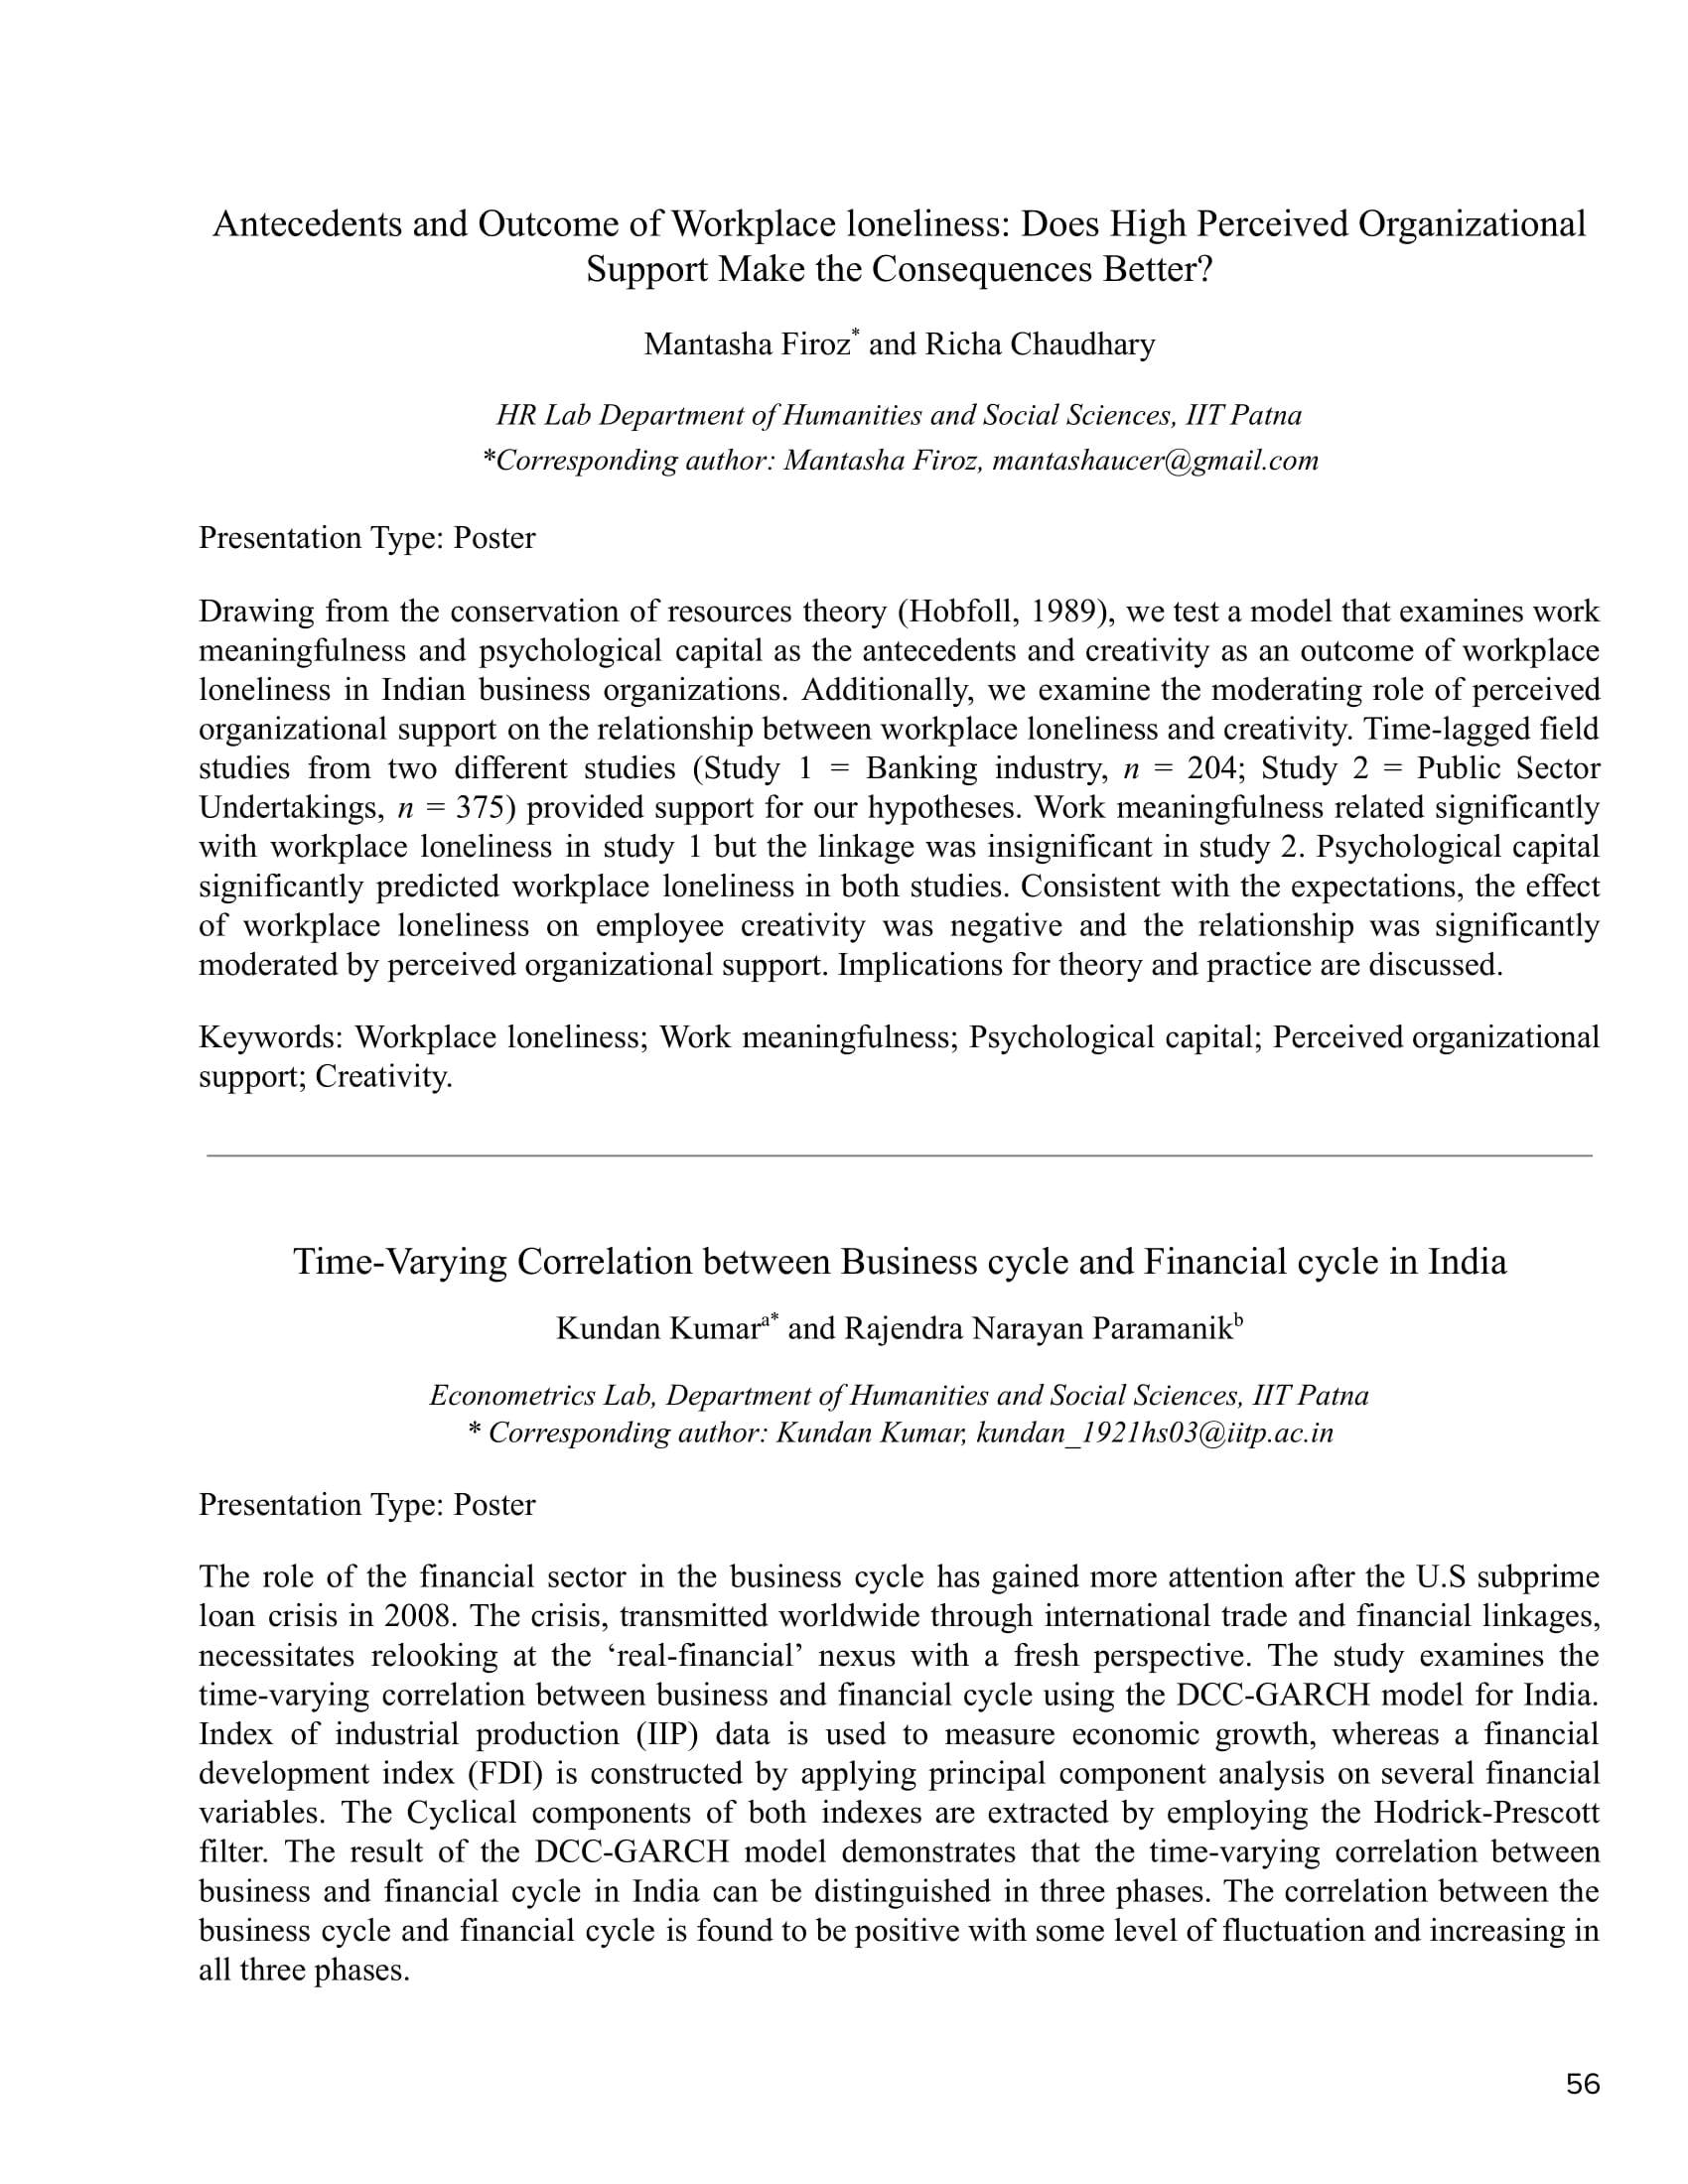 Antecedents and Outcome of Workplace loneliness: Does High Perceived Organizational
Support Make the Consequences Better?
Mantasha Firoz* and Richa Chaudhary
HR Lab Department of Humanities and Social Sciences, IIT Patna
*Corresponding author: Mantasha Firoz, mantashaucer@gmail.com
Presentation Type: Poster
Drawing from the conservation of resources theory (Hobfoll, 1989), we test a model that examines work
meaningfulness and psychological capital as the antecedents and creativity as an outcome of workplace
loneliness in Indian business organizations. Additionally, we examine the moderating role of perceived
organizational support on the relationship between workplace loneliness and creativity. Time-lagged field
studies from two different studies (Study 1 = Banking industry, n = 204; Study 2 = Public Sector
Undertakings, n = 375) provided support for our hypotheses. Work meaningfulness related significantly
with workplace loneliness in study 1 but the linkage was insignificant in study 2. Psychological capital
significantly predicted workplace loneliness in both studies. Consistent with the expectations, the effect
of workplace loneliness on employee creativity was negative and the relationship was significantly
moderated by perceived organizational support. Implications for theory and practice are discussed.
Keywords: Workplace loneliness; Work meaningfulness; Psychological capital; Perceived organizational
support; Creativity.
Time-Varying Correlation between Business cycle and Financial cycle in India
Kundan Kumarᵃ* and Rajendra Narayan Paramanikᵇ
Econometrics Lab, Department of Humanities and Social Sciences, IIT Patna
* Corresponding author: Kundan Kumar, kundan_1921hs03@iitp.ac.in
Presentation Type: Poster
The role of the financial sector in the business cycle has gained more attention after the U.S subprime
loan crisis in 2008. The crisis, transmitted worldwide through international trade and financial linkages,
necessitates relooking at the ‘real-financial’ nexus with a fresh perspective. The study examines the
time-varying correlation between business and financial cycle using the DCC-GARCH model for India.
Index of industrial production (IIP) data is used to measure economic growth, whereas a financial
development index (FDI) is constructed by applying principal component analysis on several financial
variables. The Cyclical components of both indexes are extracted by employing the Hodrick-Prescott
filter. The result of the DCC-GARCH model demonstrates that the time-varying correlation between
business and financial cycle in India can be distinguished in three phases. The correlation between the
business cycle and financial cycle is found to be positive with some level of fluctuation and increasing in
all three phases.
56